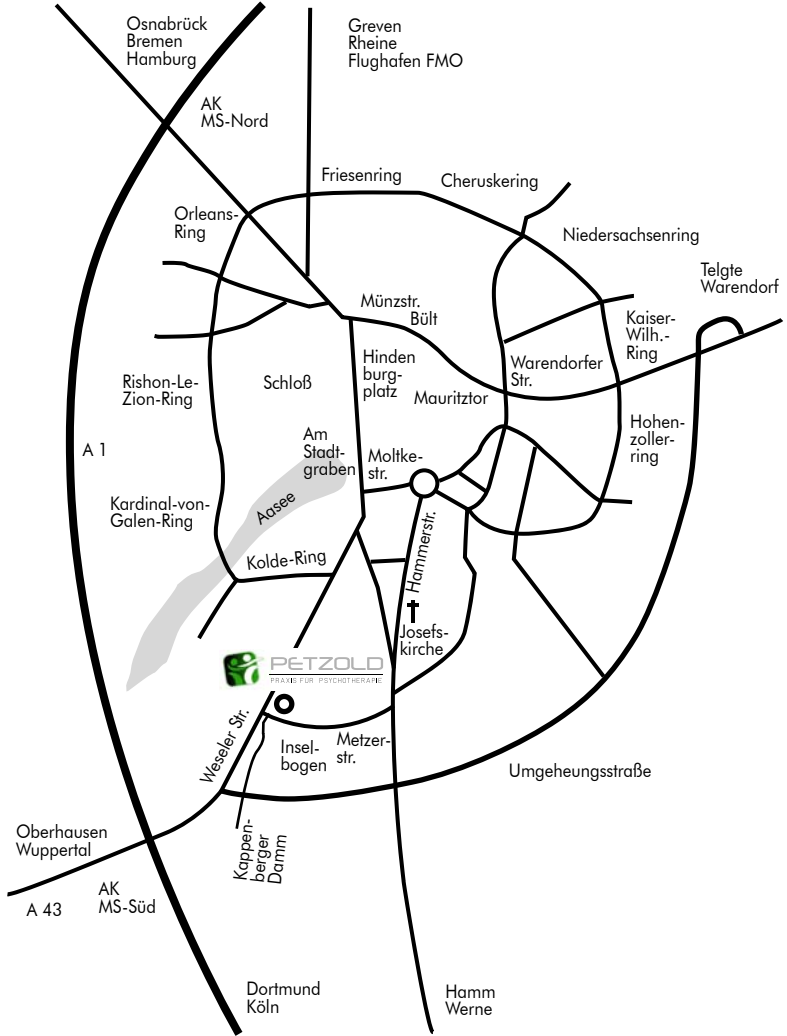 Osnabrück
Bremen
Hamburg
Greven
Rheine
Flughafen FMO
AK
MS-Nord
Friesenring
Cheruskering
Orleans-
Ring
Niedersachsenring
Telgte
Warendorf
Münzstr.
Bült
Kaiser-
Wilh.-
Ring
Hinden
burg-
platz
Warendorfer
Str.
Rishon-Le-
Zion-Ring
Schloß
Mauritztor
Hohen-
zoller-
ring
A 1
Am
Stadt-
graben
Moltke-
str.
Kardinal-von-
Galen-Ring
Aasee
Hammerstr.
Kolde-Ring
Josefs-
kirche
PETZOLD
PRAXIS FÜR PSYCHOTHERAPIE
Weseler Str.
Insel-
bogen
Metzer-
str.
Umgeheungsstraße
Oberhausen
Wuppertal
Kappen-
berger
Damm
AK
MS-Süd
A 43
Dortmund
Köln
Hamm
Werne